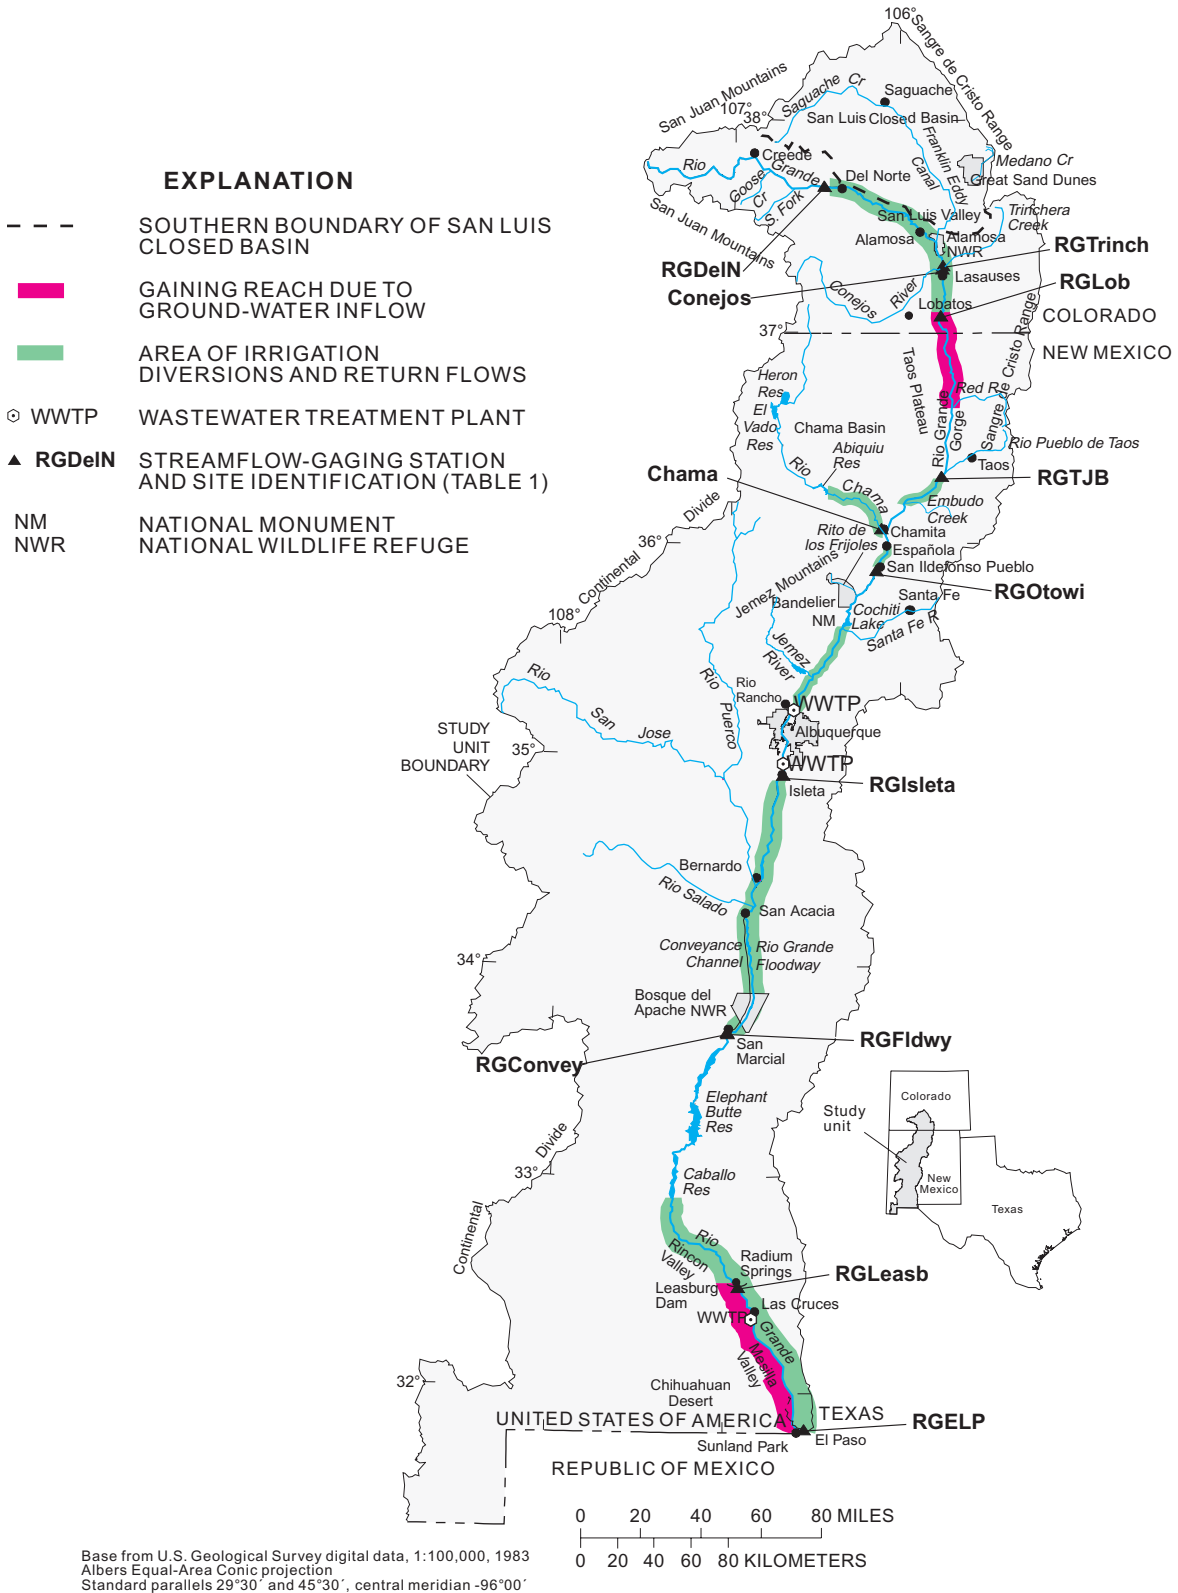 EXPLANATION
SOUTHERN BOUNDARY OF SAN LUIS
CLOSED BASIN
GAINING REACH DUE TO
GROUND-WATER INFLOW
AREA OF IRRIGATION
DIVERSIONS AND RETURN FLOWS
WWTP
WASTEWATER TREATMENT PLANT
RGDelN
STREAMFLOW-GAGING STATION
AND SITE IDENTIFICATION (TABLE 1)
NM
NATIONAL MONUMENT
NWR
NATIONAL WILDLIFE REFUGE
106°
Sangre de Cristo Range
San Juan Mountains
107°
38°
Saguache Cr
Saguache
San Luis Closed Basin
Franklin Eddy
Canal
Medano Cr
Great Sand Dunes
Creede
Rio
Grande
Goose
Cr
S. Fork
Del Norte
San Juan Mountains
San Luis Valley
Trinchera
Creek
Alamosa
Alamosa
NWR
RGTrinch
RGDelN
Conejos
Lasauses
RGLob
Conejos
River
Lobatos
COLORADO
37°
NEW MEXICO
Taos Plateau
Sangre de Cristo Range
Heron
Res
El
Vado
Res
Red R
Rio Grande
Gorge
Chama Basin
Abiquiu
Res
Rio Pueblo de Taos
Taos
Chama
Rio
Chama
RGTJB
Embudo
Creek
Continental
Divide
36°
Rito de
los Frijoles
Chamita
Española
San Ildefonso Pueblo
RGOtowi
Jemez Mountains
Bandelier
NM
Santa Fe
Cochiti
Lake
Santa Fe R
108°
Jemez
River
Rio
San
Jose
Rio
Puerco
Rio
Rancho
WWTP
Albuquerque
STUDY
UNIT
BOUNDARY
35°
WWTP
RGIsleta
Isleta
Bernardo
Rio Salado
San Acacia
Conveyance
Channel
Rio Grande
Floodway
34°
Bosque del
Apache NWR
RGFldwy
San
Marcial
RGConvey
Elephant
Butte
Res
Colorado
Study
unit
New
Mexico
Texas
Divide
33°
Continental
Caballo
Res
Rio
Rincon
Valley
Radium
Springs
RGLeasb
Leasburg
Dam
Las Cruces
WWTP
Grande
Mesilla
Valley
32°
Chihuahuan
Desert
UNITED STATES OF AMERICA
TEXAS
RGELP
Sunland Park
El Paso
REPUBLIC OF MEXICO
0 20 40 60 80 MILES
0 20 40 60 80 KILOMETERS
Base from U.S. Geological Survey digital data, 1:100,000, 1983
Albers Equal-Area Conic projection
Standard parallels 29°30´ and 45°30´, central meridian -96°00´